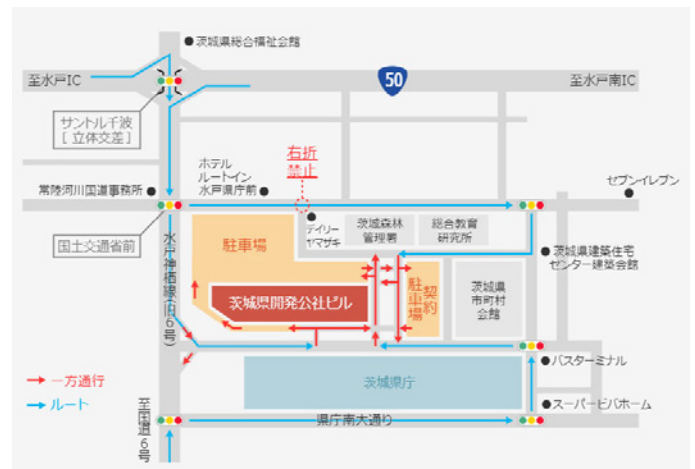 ●茨城県総合福祉会館
至水戸IC
50
至水戸南IC
サントル千波
[ 立体交差 ]
ホテル
ルートイン
水戸県庁前●
右折
禁止
セブンイレブン
●
常陸河川国道事務所●
国土交通省前
●
デイリー
ヤマザキ
茨城森林
管理署
総合教育
研究所
●茨城県建築住宅
センター建築会館
水戸神栖線(旧6号)
駐車場
契約
駐車場
茨城県
市町村
会館
茨城県開発公社ビル
●バスターミナル
→ 一方通行
→ ルート
茨城県庁
●スーパービバホーム
至国道6号
県庁南大通り